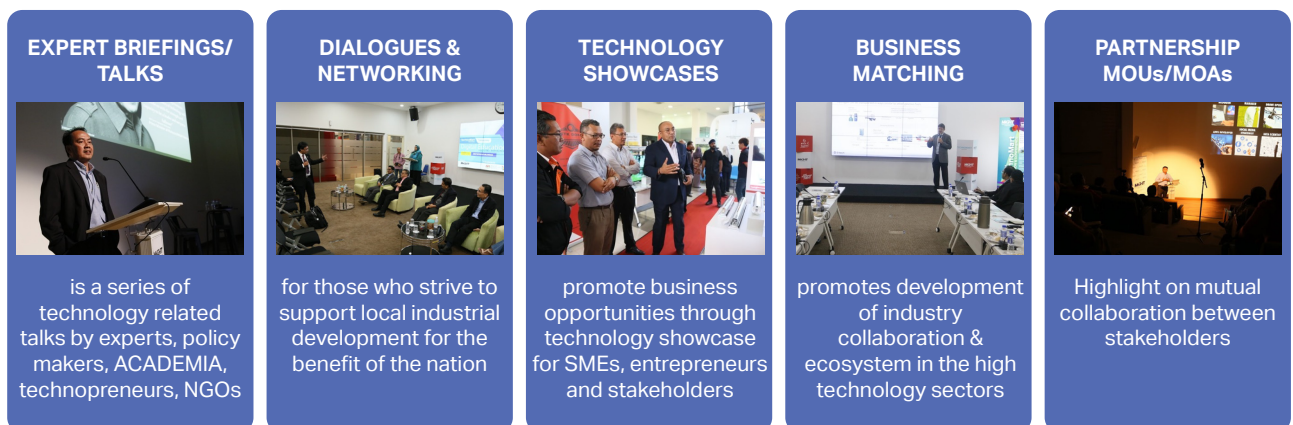 EXPERT BRIEFINGS/
TALKS
is a series of
technology related
talks by experts, policy
makers, ACADEMIA,
technopreneurs, NGOs
DIALOGUES &
NETWORKING
for those who strive to
support local industrial
development for the
benefit of the nation
TECHNOLOGY
SHOWCASES
promote business
opportunities through
technology showcase
for SMEs, entrepreneurs
and stakeholders
BUSINESS
MATCHING
promotes development
of industry
collaboration &
ecosystem in the high
technology sectors
PARTNERSHIP
MOUs/MOAs
Highlight on mutual
collaboration between
stakeholders